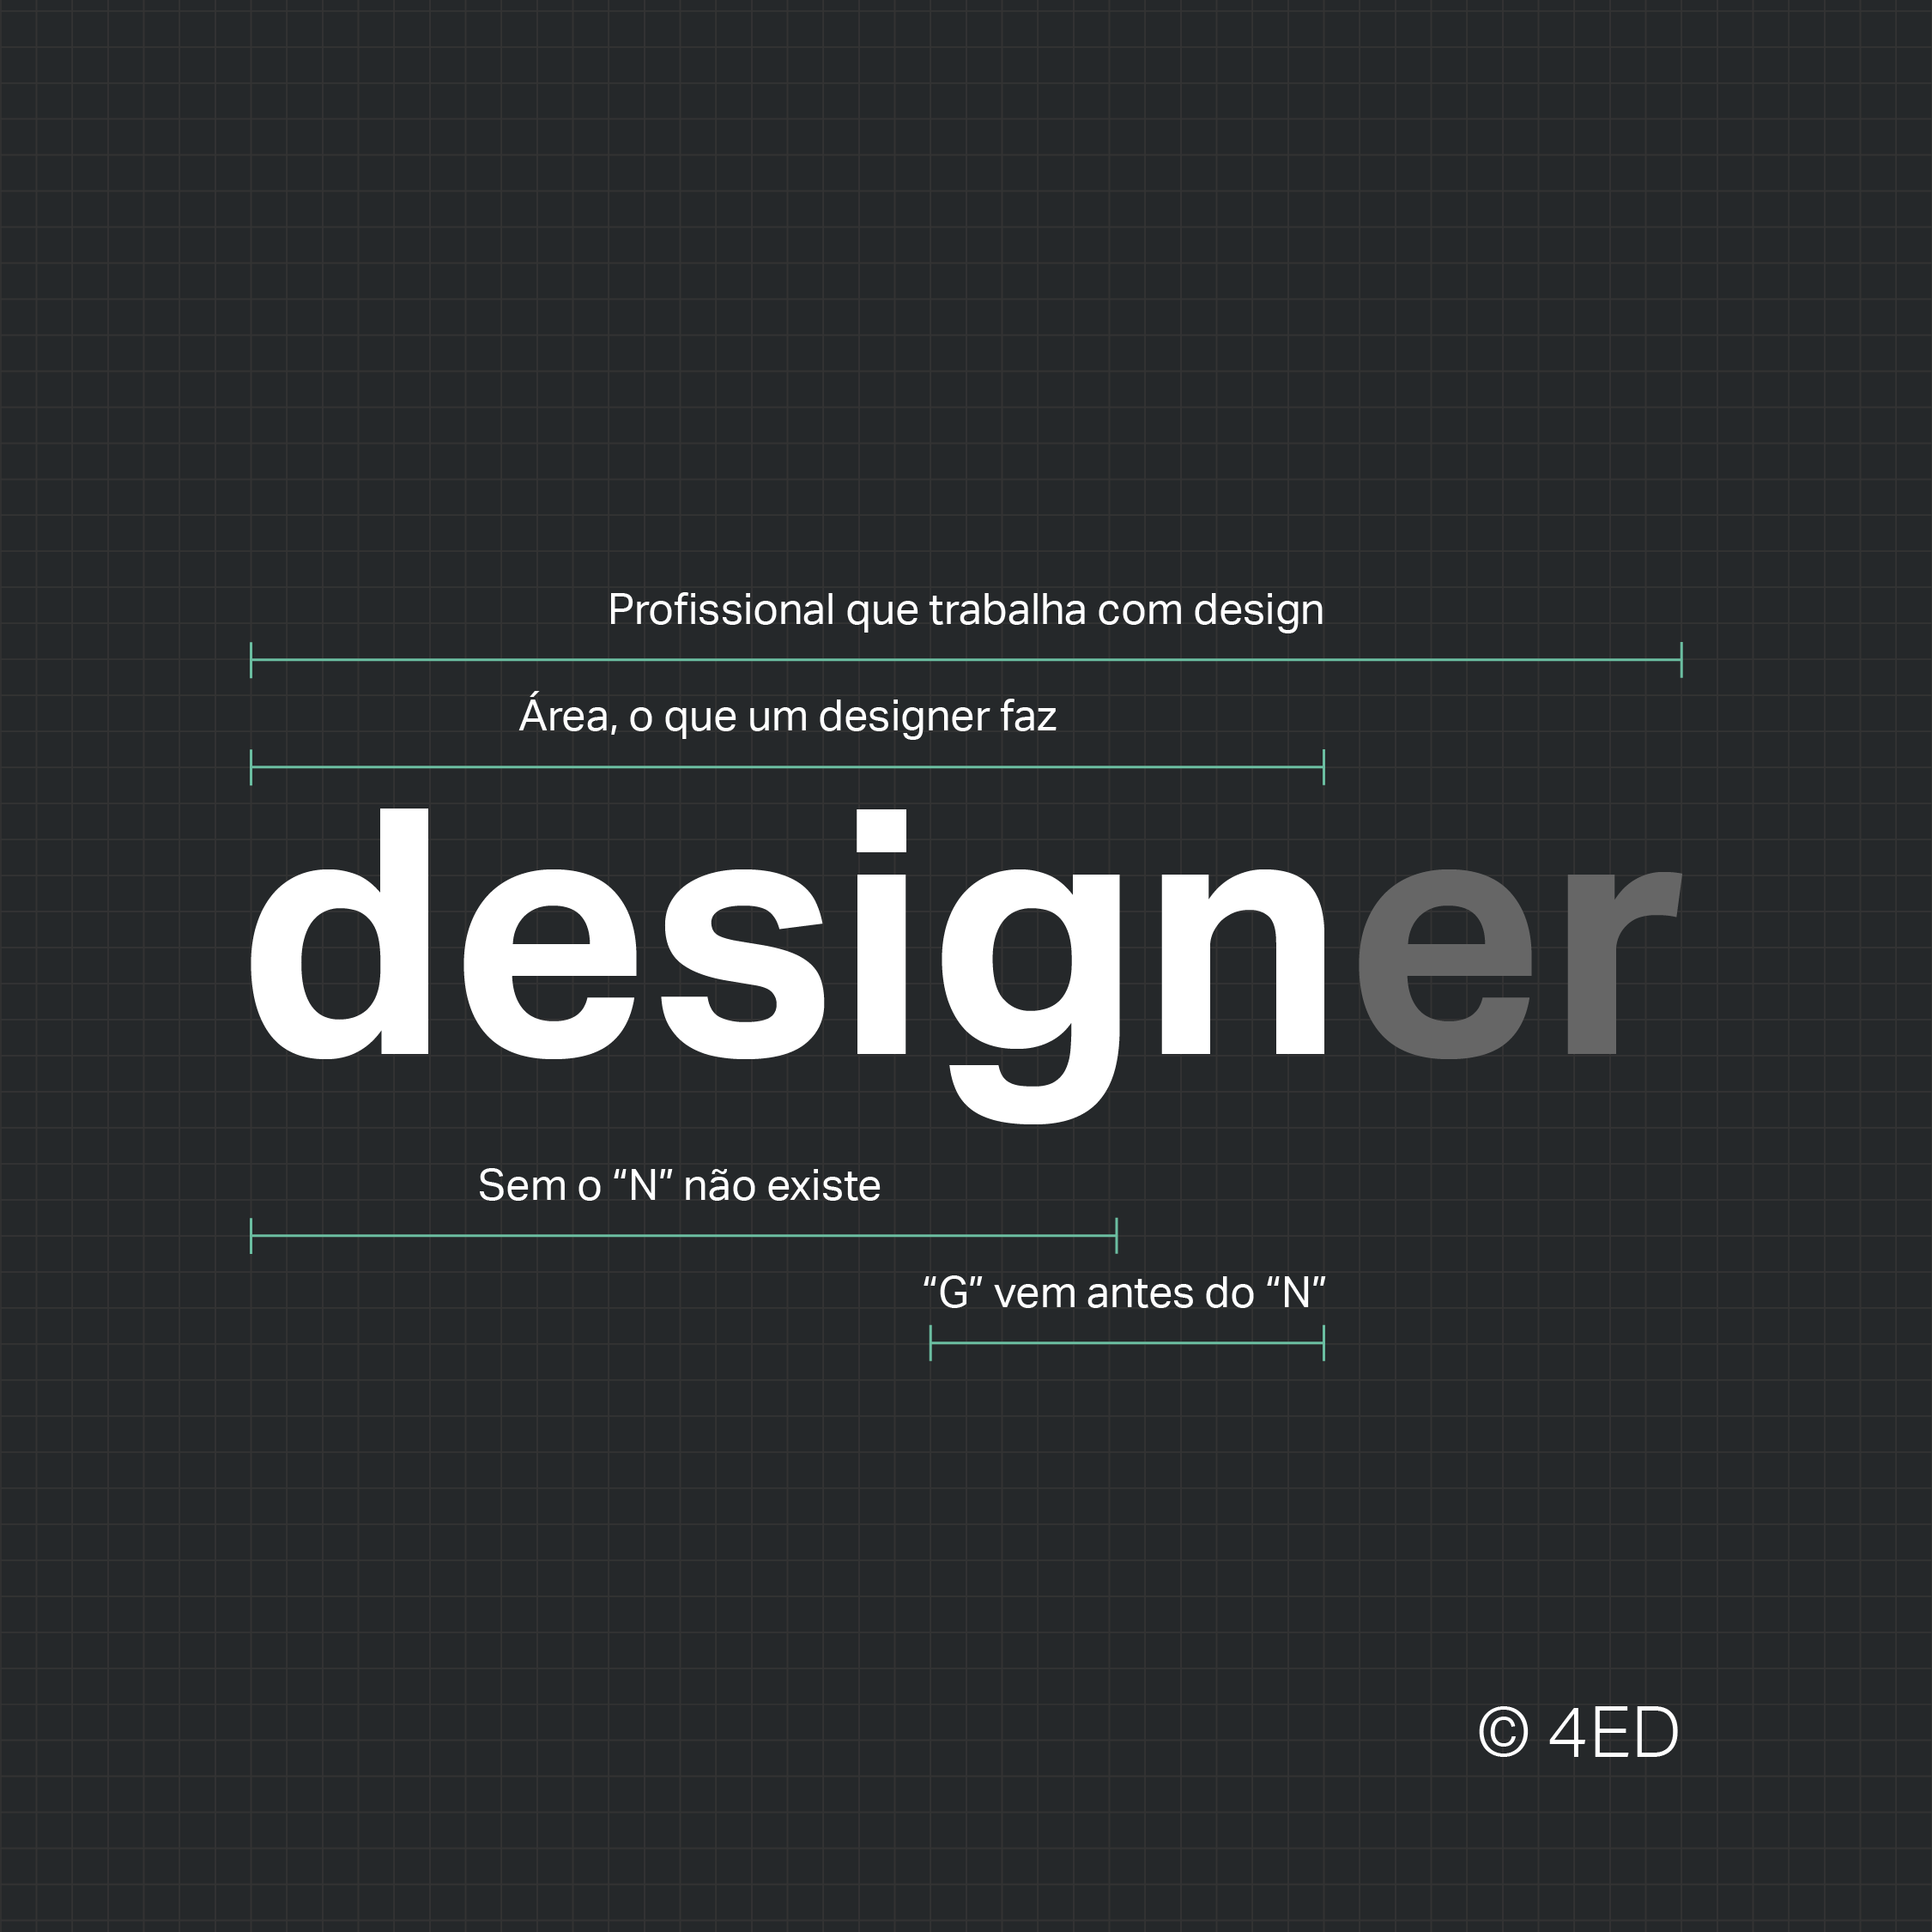 Profissional que trabalha com design
Área, o que um designer faz
designer
Sem o “N” não existe
“G” vem antes do “N”
© 4ED